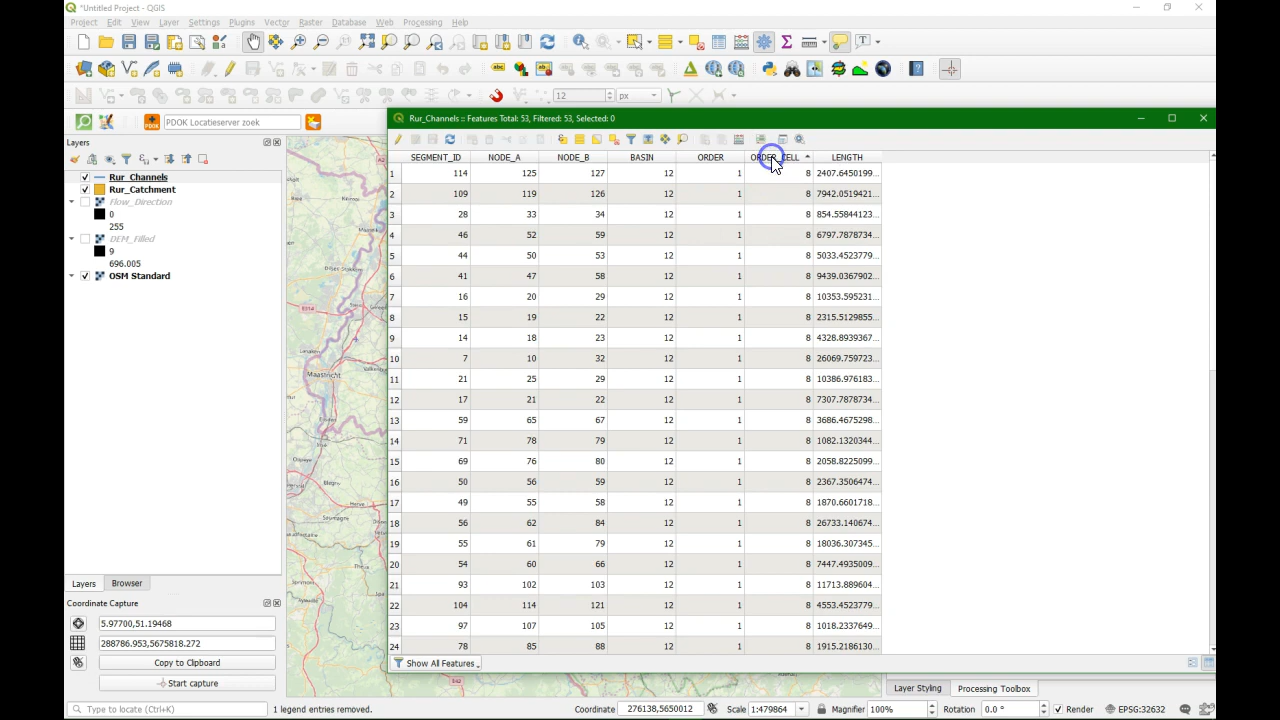 *Untitled Project - QGIS
Project Edit View Layer Settings Plugins Vector Raster Database Web Processing Help
12 px
PDOK PDOK Locatieserver zoek
Rur_Channels :: Features Total: 53, Filtered: 53, Selected: 0
Layers
Rur_Channels
Rur_Catchment
Flow_Direction
0
255
DEM_Filled
9
696.005
OSM Standard
SEGMENT_ID NODE_A NODE_B BASIN ORDER ORDER_CELL LENGTH
1 114 125 127 12 1 8 2407.6450199...
2 109 119 126 12 1 8 7942.0519421...
3 28 33 34 12 1 8 854.55844123...
4 46 52 59 12 1 8 6797.7878734...
5 44 50 53 12 1 8 5033.4523779...
6 41 47 58 12 1 8 9439.0367902...
7 16 20 29 12 1 8 10353.595231...
8 15 19 22 12 1 8 2315.5129855...
9 14 18 23 12 1 8 4328.8939367...
10 7 10 32 12 1 8 26069.759723...
11 21 25 29 12 1 8 10386.976183...
12 17 21 22 12 1 8 7307.7878734...
13 59 65 67 12 1 8 3686.4675298...
14 71 78 79 12 1 8 1082.1320344...
15 69 76 80 12 1 8 2058.8225099...
16 50 56 59 12 1 8 2367.3506474...
17 49 55 58 12 1 8 1870.6601718...
18 56 62 84 12 1 8 26733.140674...
19 55 61 79 12 1 8 18036.307345...
20 54 60 66 12 1 8 7447.4935009...
21 93 102 103 12 1 8 11713.889604...
22 104 114 121 12 1 8 4553.4523779...
23 97 107 105 12 1 8 1018.2337649...
24 78 85 88 12 1 8 1915.2186130...
Show All Features
Maastricht
Layers Browser
Coordinate Capture
5.97700,51.19468
288786.953,5675818.272
Copy to Clipboard
Start capture
Layer Styling Processing Toolbox
Type to locate (Ctrl+K) 1 legend entries removed. Coordinate 276138,5650012 Scale 1:479864 Magnifier 100% Rotation 0.0 ° Render EPSG:32632